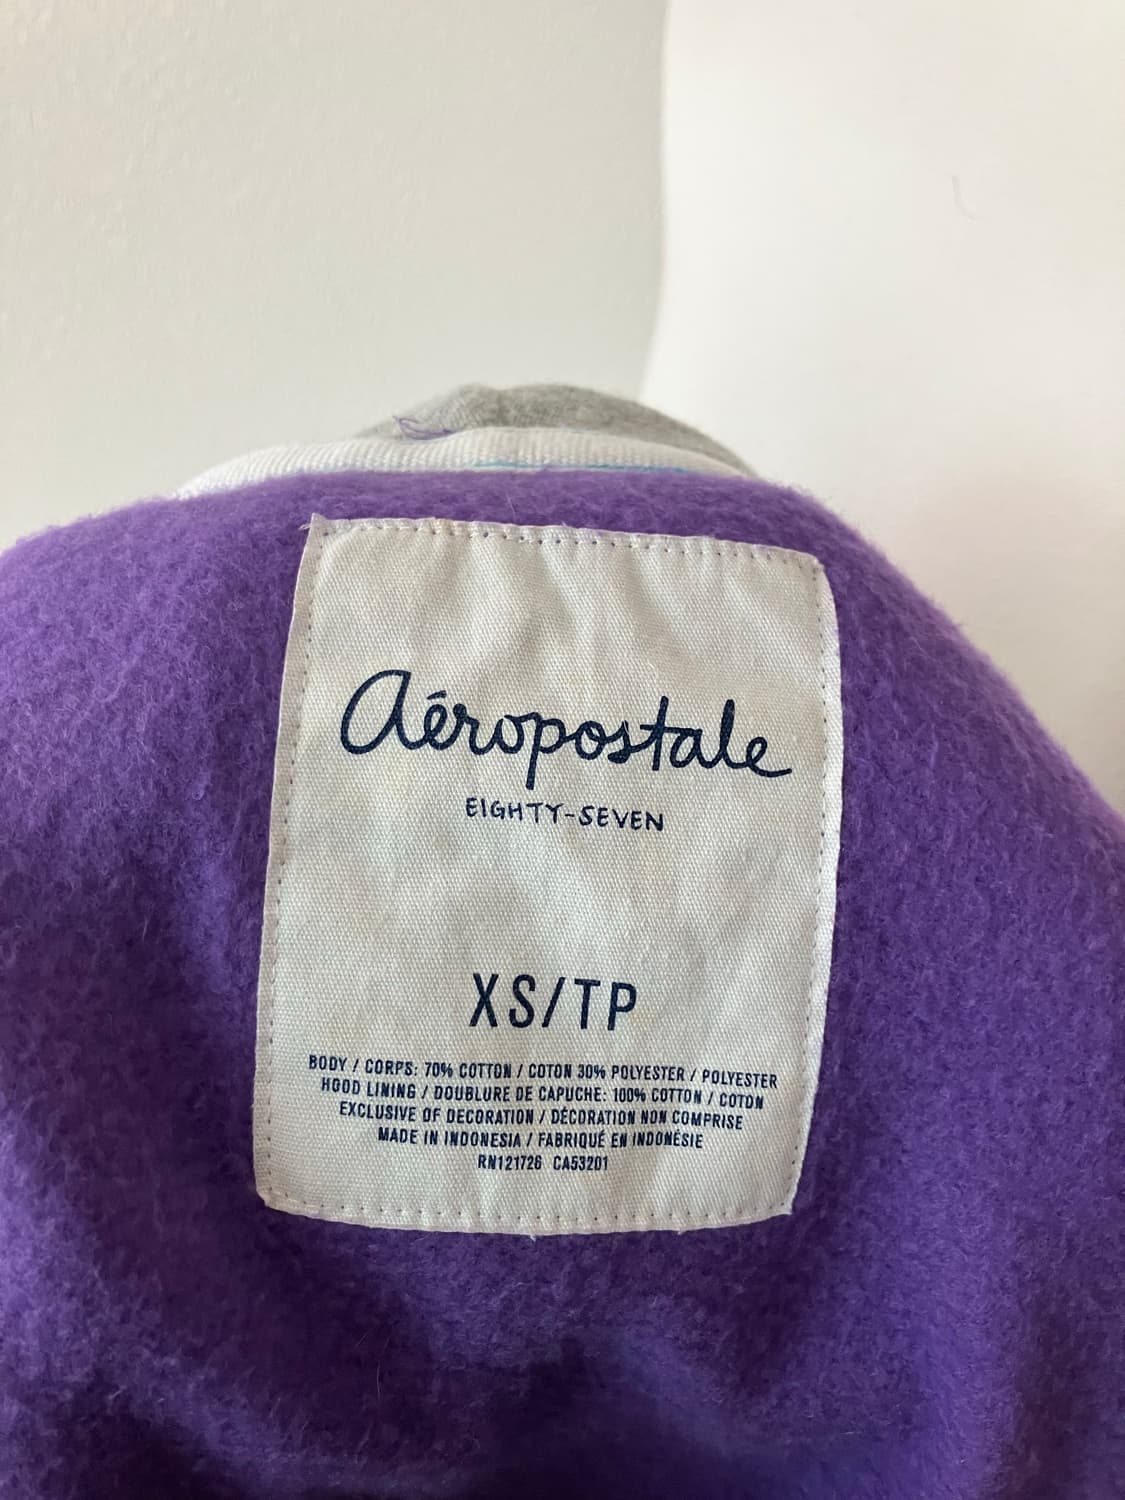 Aéropostale
EIGHTY-SEVEN
XS/TP
BODY / CORPS: 70% COTTON / COTON 30% POLYESTER / POLYESTER
HOOD LINING / DOUBLURE DE CAPUCHE: 100% COTTON / COTON
EXCLUSIVE OF DECORATION / DÉCORATION NON COMPRISE
MADE IN INDONESIA / FABRIQUÉ EN INDONÉSIE
RN121726 CA53201